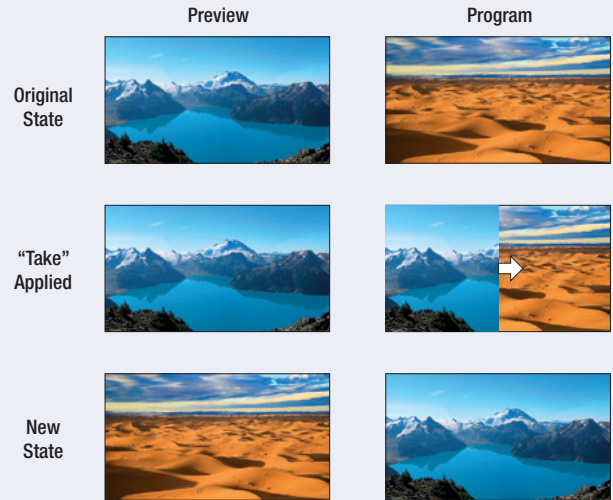 Preview
Program
Original
State
“Take”
Applied
New
State